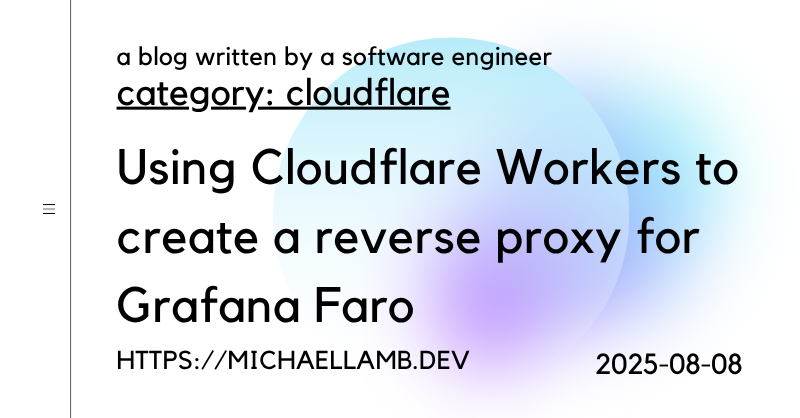 a blog written by a software engineer
category: cloudflare
Using Cloudflare Workers to
create a reverse proxy for
Grafana Faro
HTTPS://MICHAELLAMB.DEV
2025-08-08